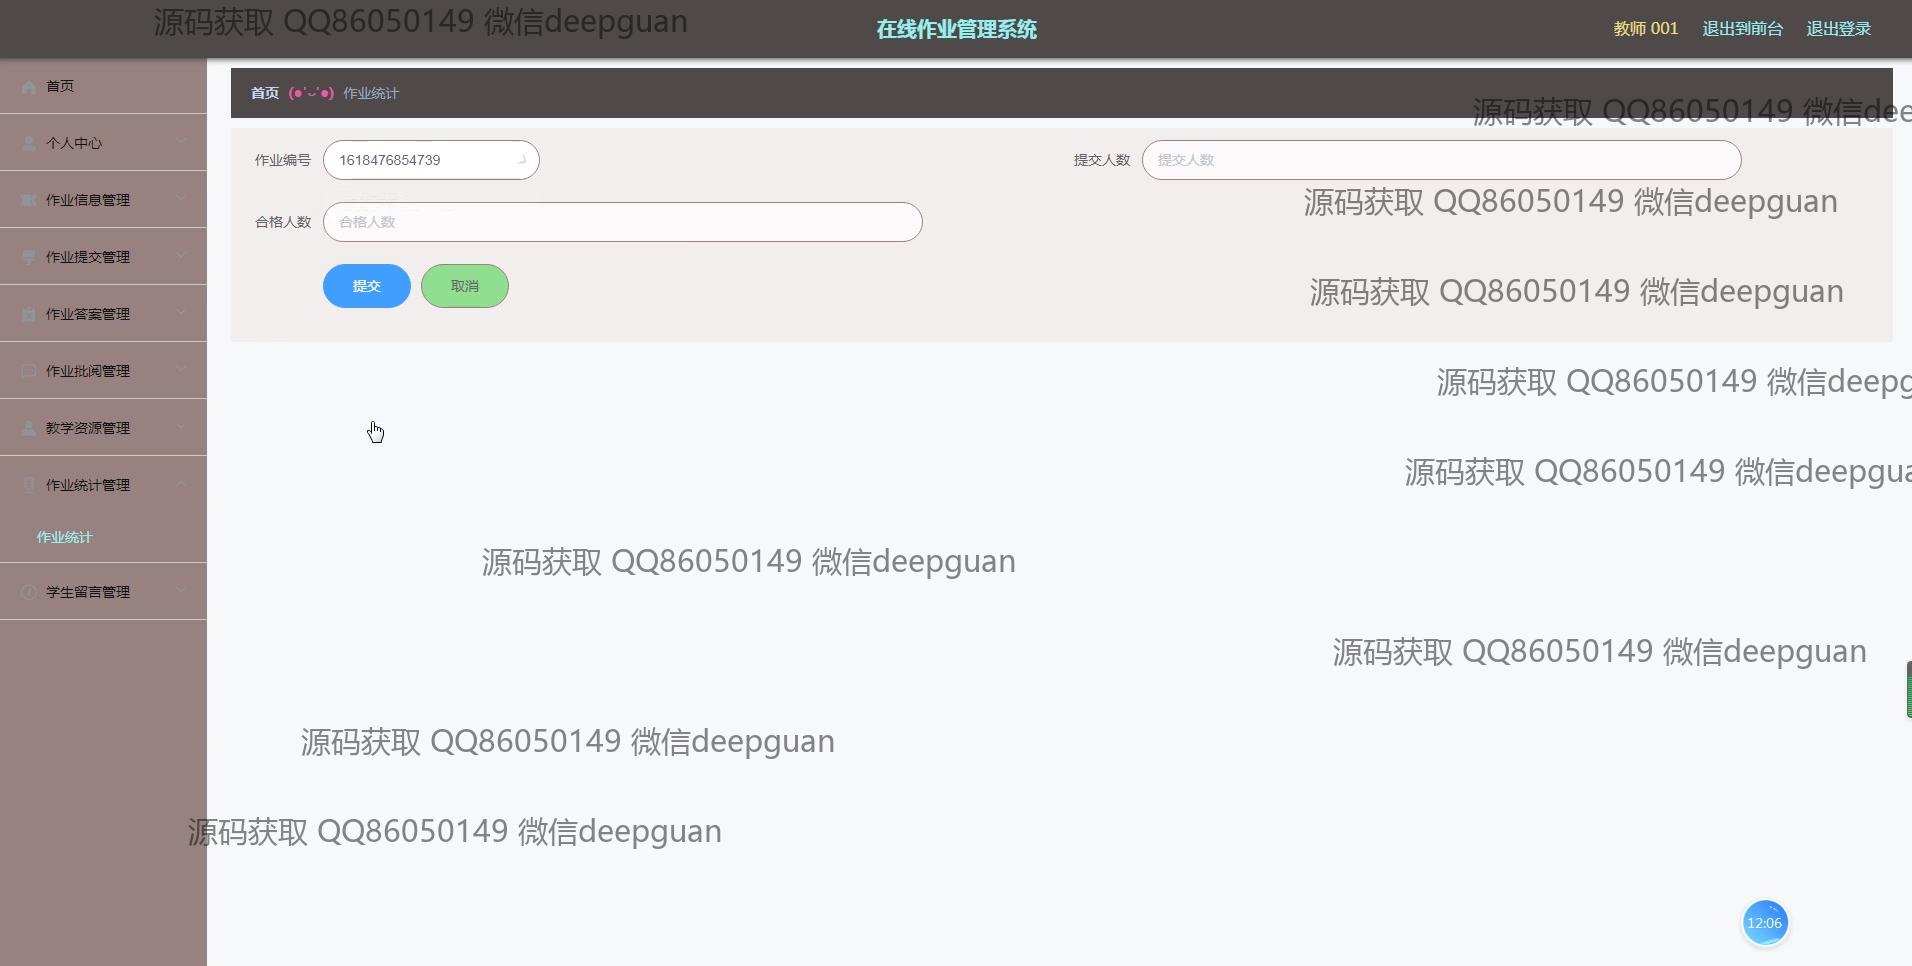 源码获取 QQ86050149 微信deepguan
在线作业管理系统
教师 001 退出到前台 退出登录
首页
个人中心
作业信息管理
作业提交管理
作业答案管理
作业批阅管理
教学资源管理
作业统计管理
作业统计
学生留言管理
首页 (●'ᴗ'●) 作业统计
源码获取 QQ86050149 微信dee
作业编号 1618476854739
提交人数 提交人数
源码获取 QQ86050149 微信deepguan
合格人数 合格人数
提交 取消
源码获取 QQ86050149 微信deepguan
源码获取 QQ86050149 微信deepg
源码获取 QQ86050149 微信deepgua
源码获取 QQ86050149 微信deepguan
源码获取 QQ86050149 微信deepguan
源码获取 QQ86050149 微信deepguan
源码获取 QQ86050149 微信deepguan
12:06